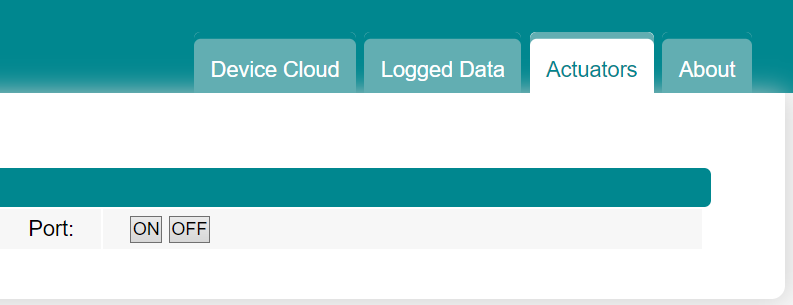 Device Cloud Logged Data Actuators About
Port: ON OFF